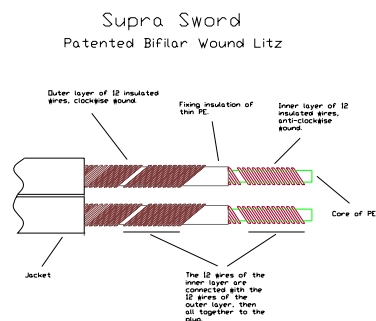 Supra Sword
Patented Bifilar Wound Litz
Outer layer of 12 insulated
wires, clockwise wound.
Fixing insulation of
thin PE.
Inner layer of 12
insulated wires,
anti-clockwise
wound.
Core of PE
Jacket
The 12 wires of the
inner layer are
connected with the
12 wires of the
outer layer, then
all together to the
plug.